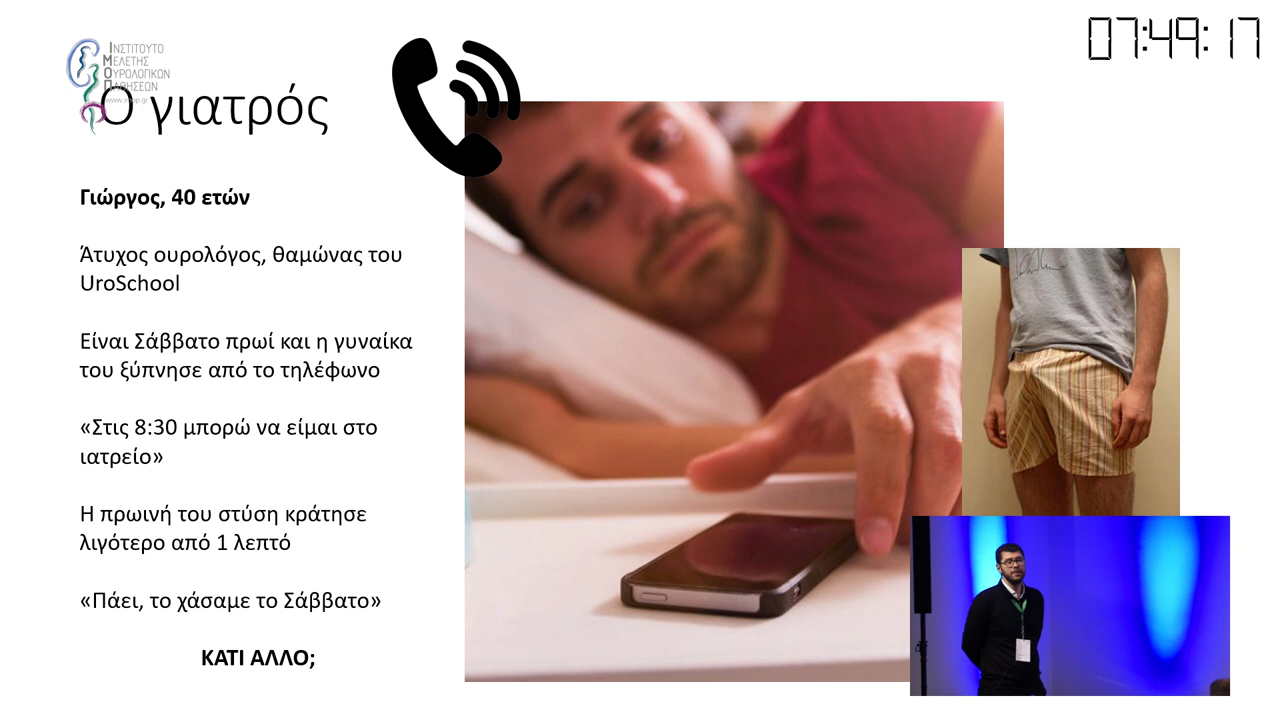 07:49:17
ΙΝΣΤΙΤΟΥΤΟ
ΜΕΛΕΤΗΣ
ΟΥΡΟΛΟΓΙΚΩΝ
ΠΑΘΗΣΕΩΝ
Ο γιατρός
Γιώργος, 40 ετών
Άτυχος ουρολόγος, θαμώνας του
UroSchool
Είναι Σάββατο πρωί και η γυναίκα
του ξύπνησε από το τηλέφωνο
«Στις 8:30 μπορώ να είμαι στο
ιατρείο»
Η πρωινή του στύση κράτησε
λιγότερο από 1 λεπτό
«Πάει, το χάσαμε το Σάββατο»
ΚΑΤΙ ΑΛΛΟ;